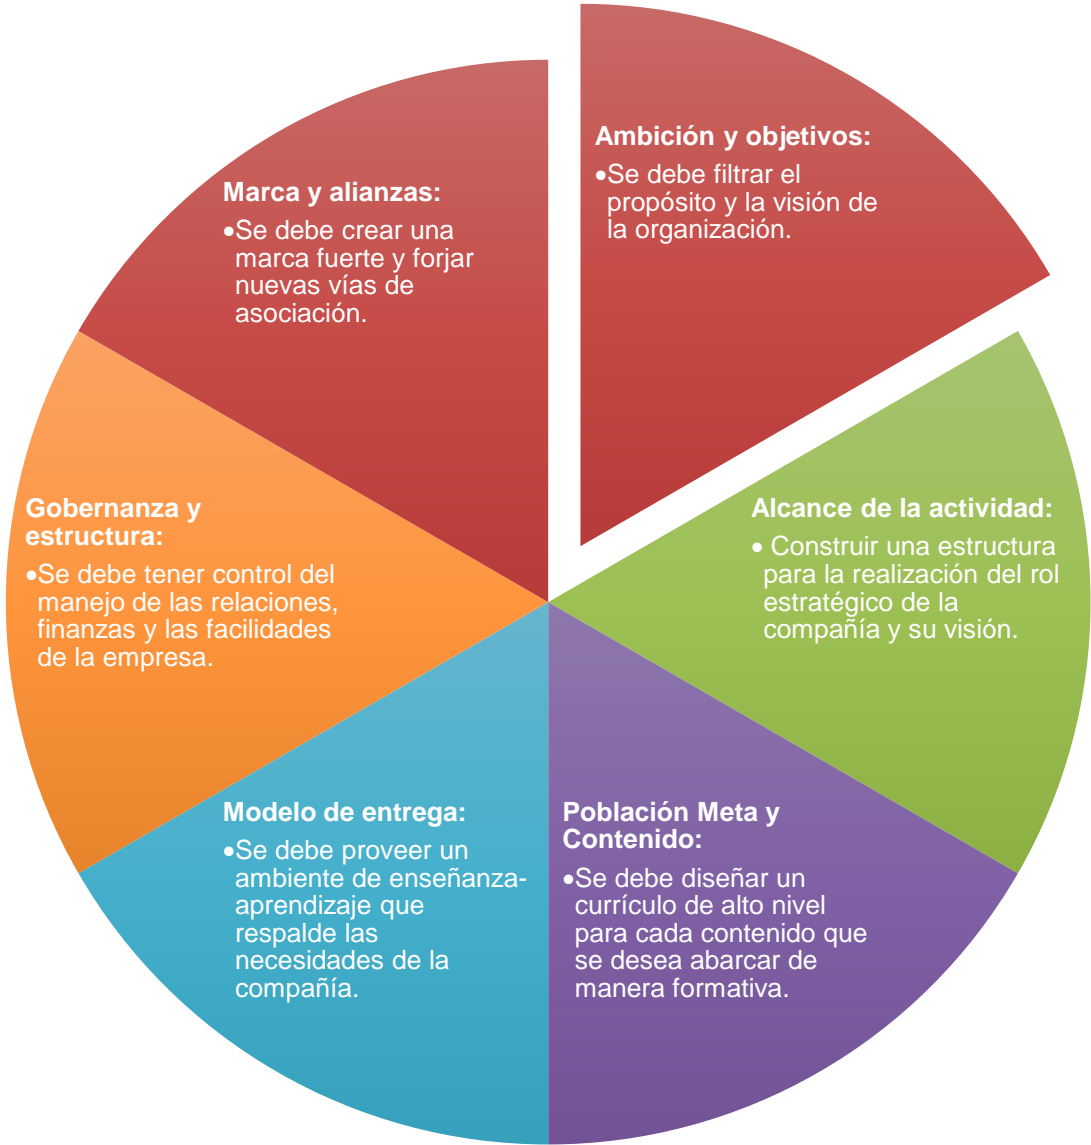 Ambición y objetivos:
•Se debe filtrar el
propósito y la visión de
la organización.
Alcance de la actividad:
• Construir una estructura
para la realización del rol
estratégico de la
compañía y su visión.
Población Meta y
Contenido:
•Se debe diseñar un
currículo de alto nivel
para cada contenido que
se desea abarcar de
manera formativa.
Modelo de entrega:
•Se debe proveer un
ambiente de enseñanza-
aprendizaje que
respalde las
necesidades de la
compañía.
Gobernanza y
estructura:
•Se debe tener control del
manejo de las relaciones,
finanzas y las facilidades
de la empresa.
Marca y alianzas:
•Se debe crear una
marca fuerte y forjar
nuevas vías de
asociación.